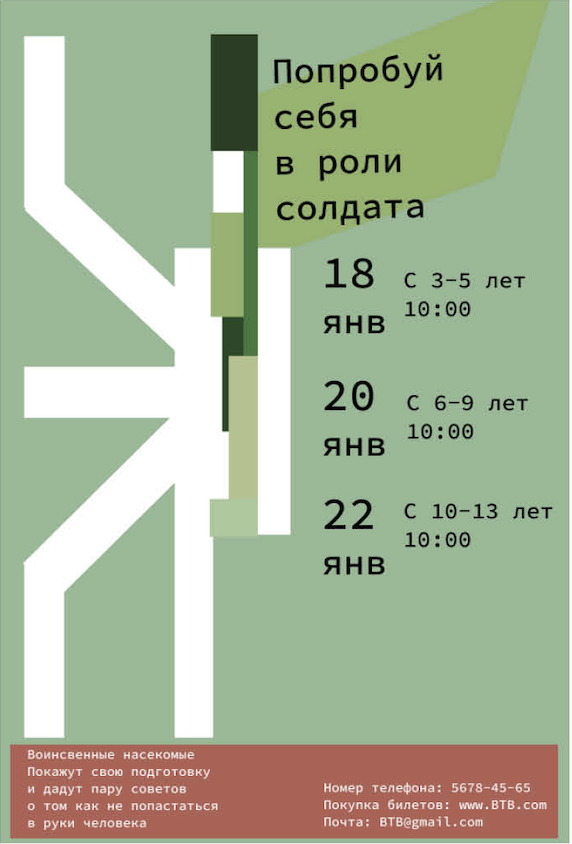 Попробуй
себя
в роли
солдата
18
янв
С 3-5 лет
10:00
20
янв
С 6-9 лет
10:00
22
янв
С 10-13 лет
10:00
Воинсвенные насекомые
Покажут свою подготовку
и дадут пару советов
о том как не попастаться
в руки человека
Номер телефона: 5678-45-65
Покупка билетов: www.BTB.com
Почта: BTB@gmail.com